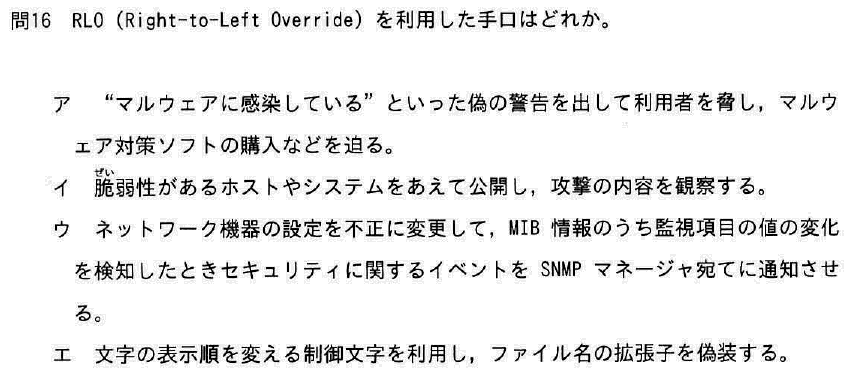 問16 RLO (Right-to-Left Override) を利用した手口はどれか。
ア “マルウェアに感染している”といった偽の警告を出して利用者を脅し，マルウ
ェア対策ソフトの購入などを迫る。
ぜい
イ 脆弱性があるホストやシステムをあえて公開し，攻撃の内容を観察する。
ウ ネットワーク機器の設定を不正に変更して，MIB 情報のうち監視項目の値の変化
を検知したときセキュリティに関するイベントを SNMP マネージャ宛てに通知させ
る。
エ 文字の表示順を変える制御文字を利用し，ファイル名の拡張子を偽装する。